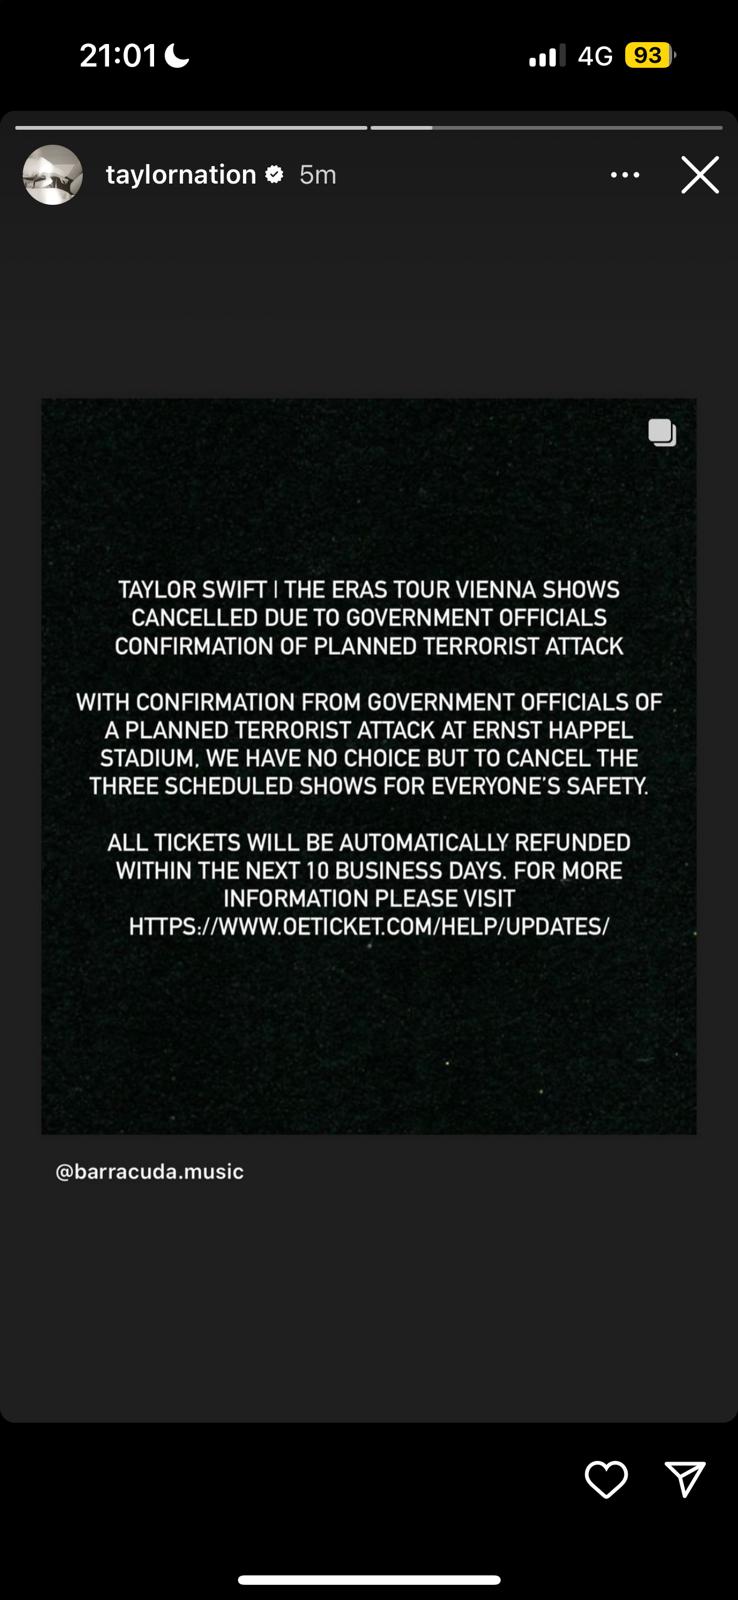 21:01
4G
93
taylornation
5m
TAYLOR SWIFT | THE ERAS TOUR VIENNA SHOWS
CANCELLED DUE TO GOVERNMENT OFFICIALS
CONFIRMATION OF PLANNED TERRORIST ATTACK
WITH CONFIRMATION FROM GOVERNMENT OFFICIALS OF
A PLANNED TERRORIST ATTACK AT ERNST HAPPEL
STADIUM, WE HAVE NO CHOICE BUT TO CANCEL THE
THREE SCHEDULED SHOWS FOR EVERYONE'S SAFETY.
ALL TICKETS WILL BE AUTOMATICALLY REFUNDED
WITHIN THE NEXT 10 BUSINESS DAYS. FOR MORE
INFORMATION PLEASE VISIT
HTTPS://WWW.OETICKET.COM/HELP/UPDATES/
@barracuda.music